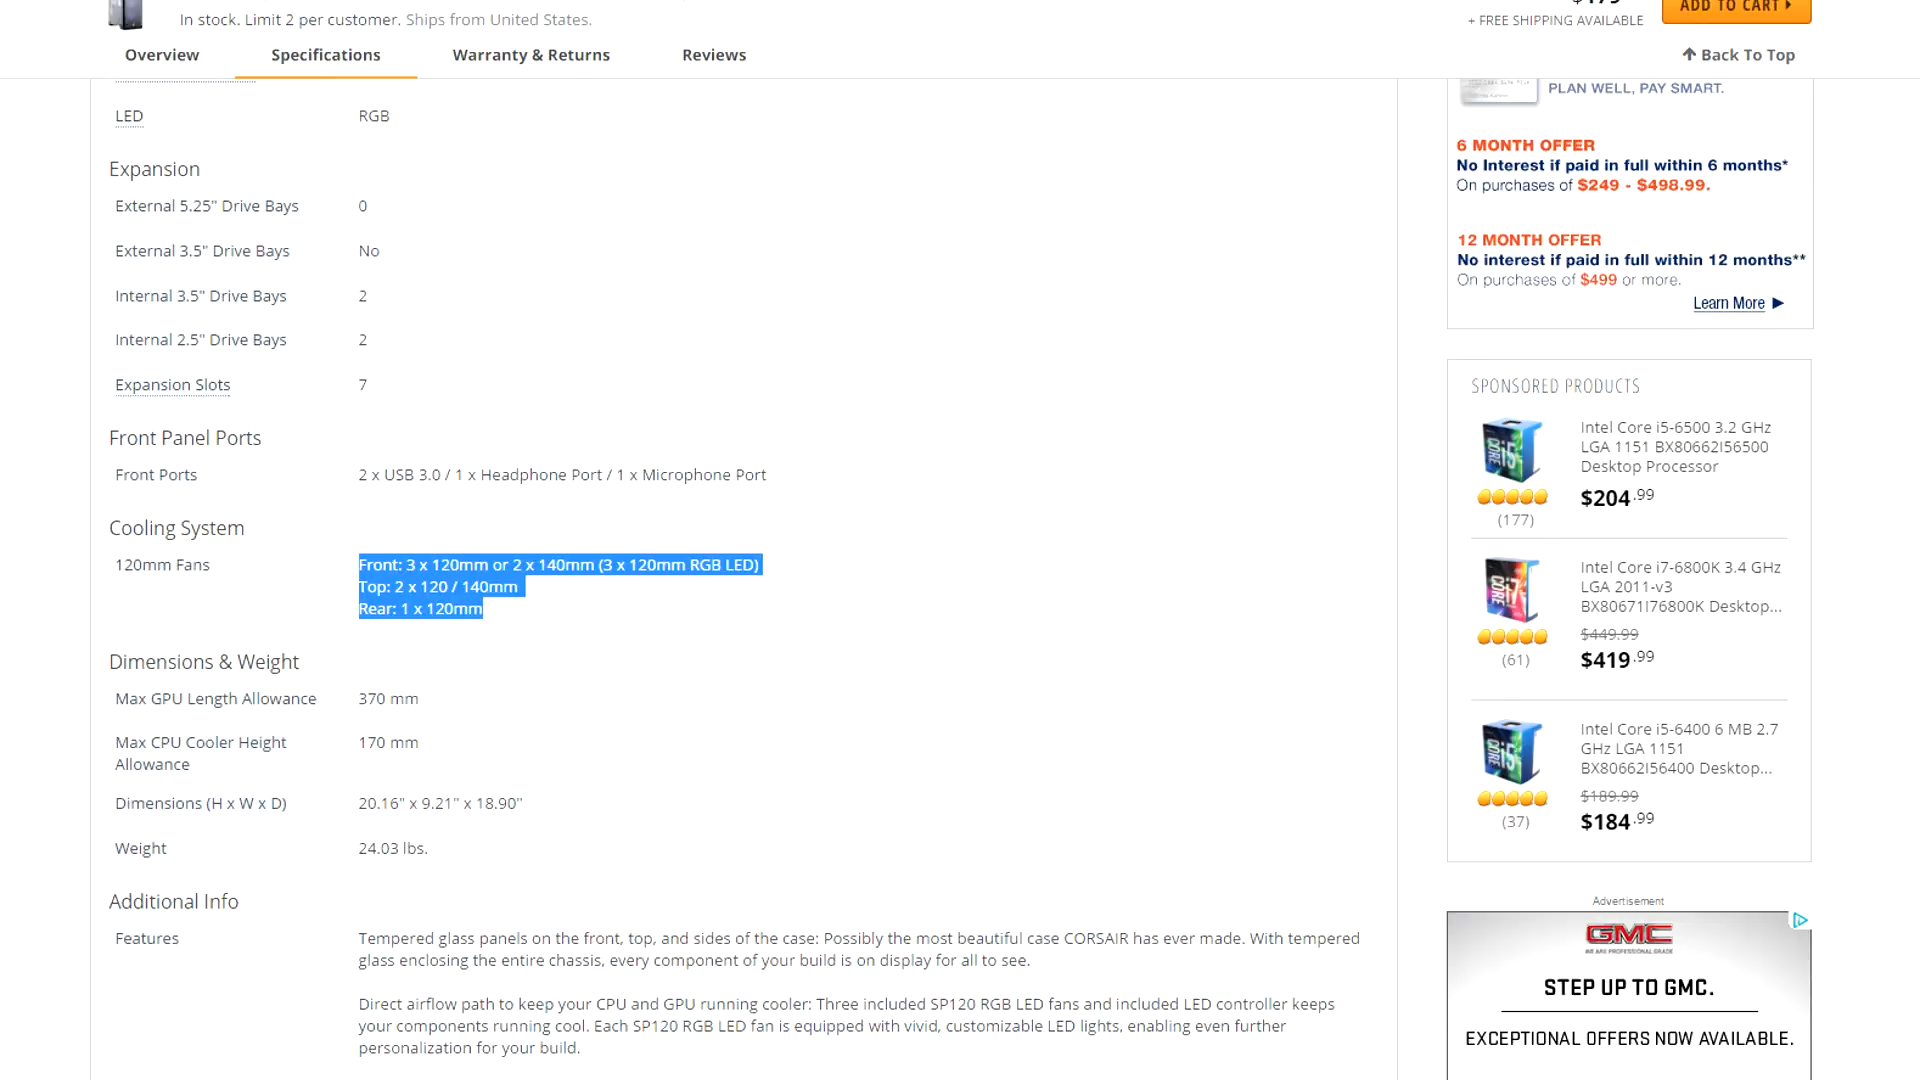 In stock. Limit 2 per customer. Ships from United States.
+ FREE SHIPPING AVAILABLE
ADD TO CART
Overview
Specifications
Warranty & Returns
Reviews
Back To Top
LED
RGB
Expansion
External 5.25" Drive Bays
0
External 3.5" Drive Bays
No
Internal 3.5" Drive Bays
2
Internal 2.5" Drive Bays
2
Expansion Slots
7
Front Panel Ports
Front Ports
2 x USB 3.0 / 1 x Headphone Port / 1 x Microphone Port
Cooling System
120mm Fans
Front: 3 x 120mm or 2 x 140mm (3 x 120mm RGB LED)
Top: 2 x 120 / 140mm
Rear: 1 x 120mm
Dimensions & Weight
Max GPU Length Allowance
370 mm
Max CPU Cooler Height
Allowance
170 mm
Dimensions (H x W x D)
20.16" x 9.21" x 18.90"
Weight
24.03 lbs.
Additional Info
Features
Tempered glass panels on the front, top, and sides of the case: Possibly the most beautiful case CORSAIR has ever made. With tempered
glass enclosing the entire chassis, every component of your build is on display for all to see.
Direct airflow path to keep your CPU and GPU running cooler: Three included SP120 RGB LED fans and included LED controller keeps
your components running cool. Each SP120 RGB LED fan is equipped with vivid, customizable LED lights, enabling even further
personalization for your build.
PLAN WELL, PAY SMART.
6 MONTH OFFER
No Interest if paid in full within 6 months*
On purchases of $249 - $498.99.
12 MONTH OFFER
No interest if paid in full within 12 months**
On purchases of $499 or more.
Learn More
SPONSORED PRODUCTS
Intel Core i5-6500 3.2 GHz
LGA 1151 BX80662I56500
Desktop Processor
$204.99
(177)
Intel Core i7-6800K 3.4 GHz
LGA 2011-v3
BX80671I76800K Desktop...
$449.99
$419.99
(61)
Intel Core i5-6400 6 MB 2.7
GHz LGA 1151
BX80662I56400 Desktop...
$189.99
$184.99
(37)
Advertisement
GMC
WE ARE PROFESSIONAL GRADE
STEP UP TO GMC.
EXCEPTIONAL OFFERS NOW AVAILABLE.